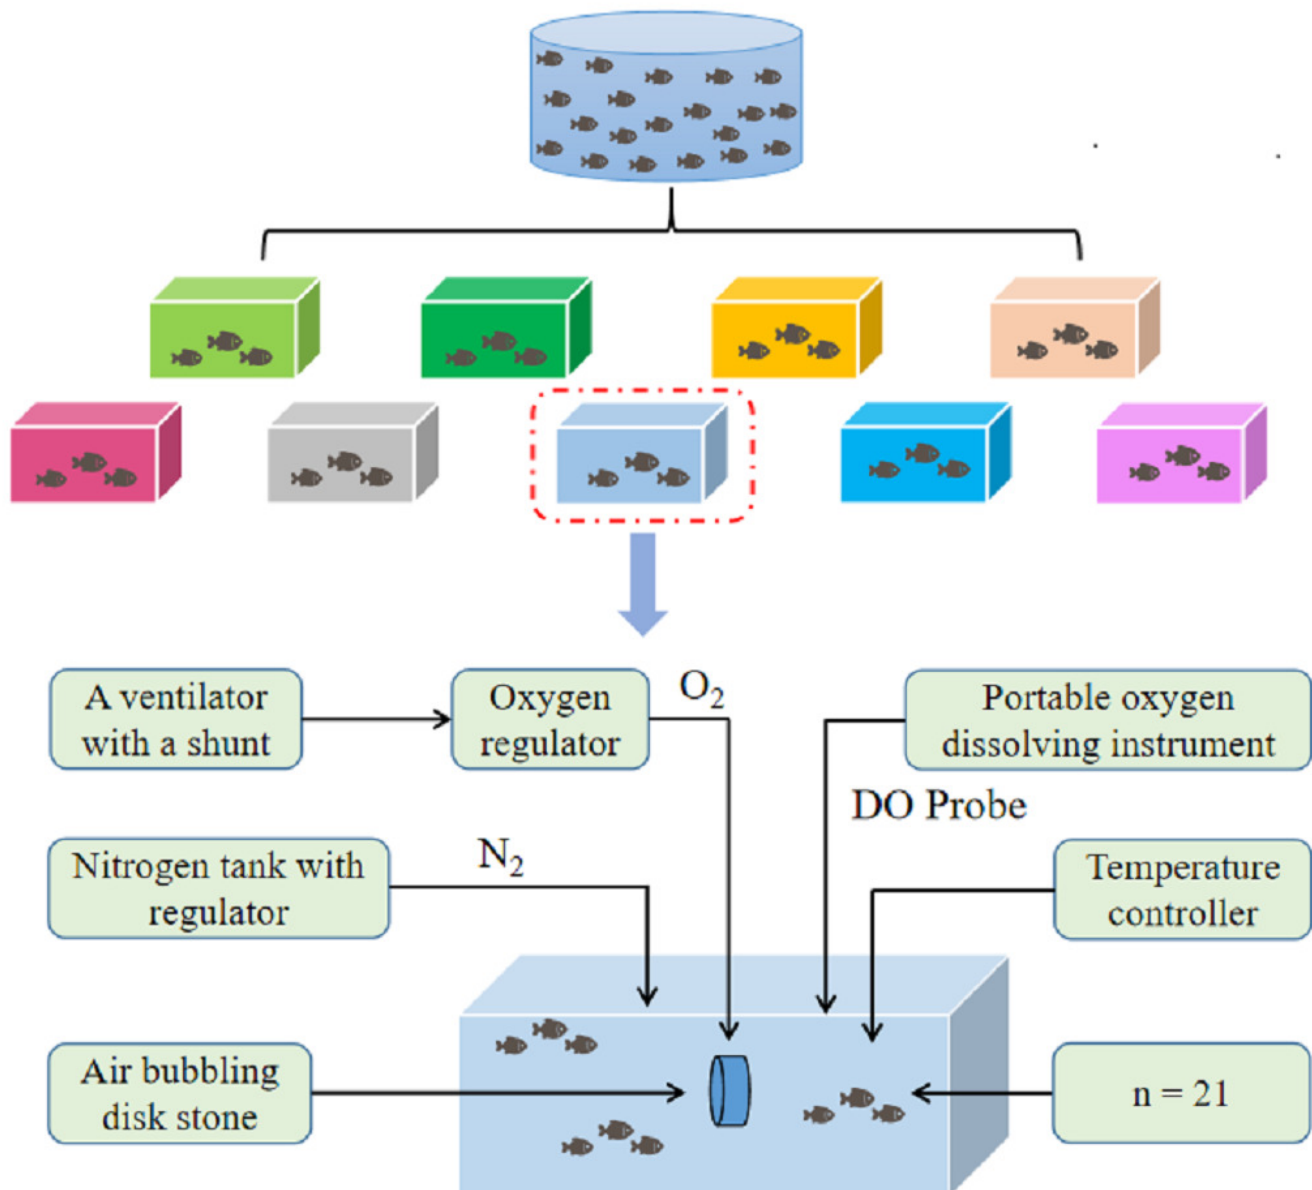 A ventilator
with a shunt
Oxygen
regulator
O₂
Portable oxygen
dissolving instrument
DO Probe
Nitrogen tank with
regulator
N₂
Temperature
controller
Air bubbling
disk stone
n = 21